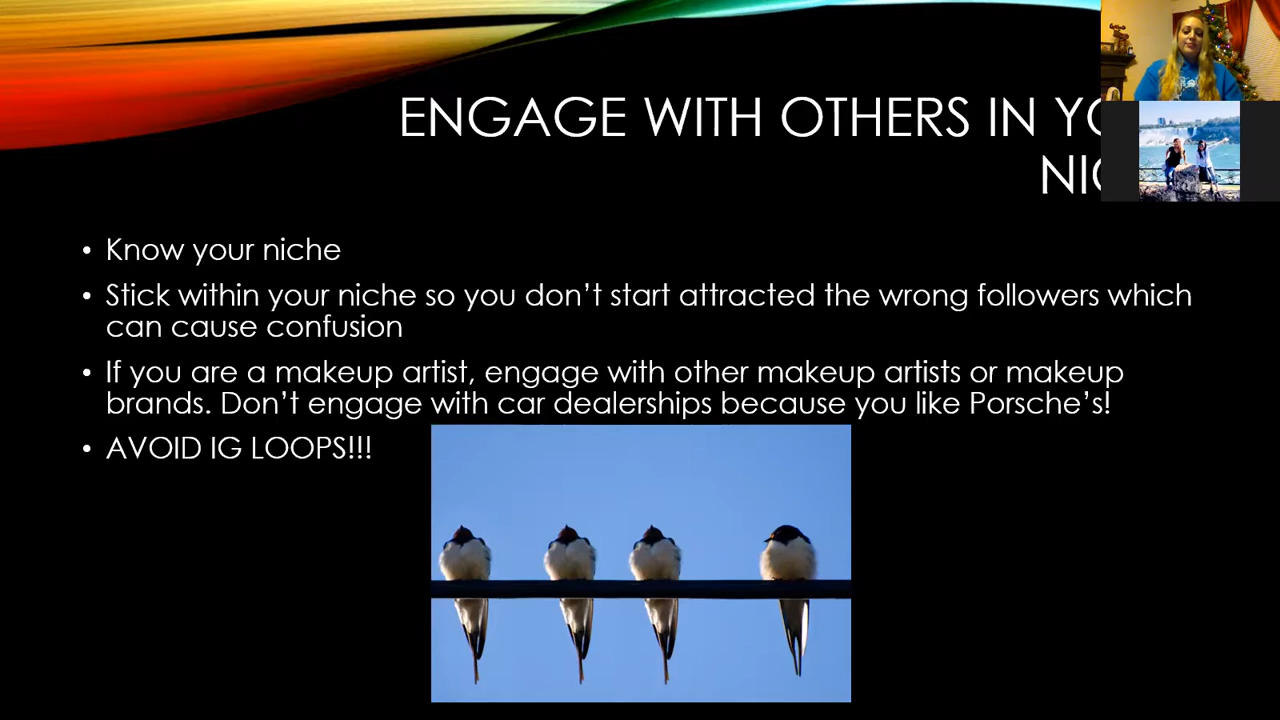 ENGAGE WITH OTHERS IN
Know your niche
Stick within your niche so you don't start attracted the wrong followers which
can cause confusion
If you are a makeup artist, engage with other makeup artists or makeup
brands. Don't engage with car dealerships because you like Porsche's!
AVOID IG LOOPS!!!